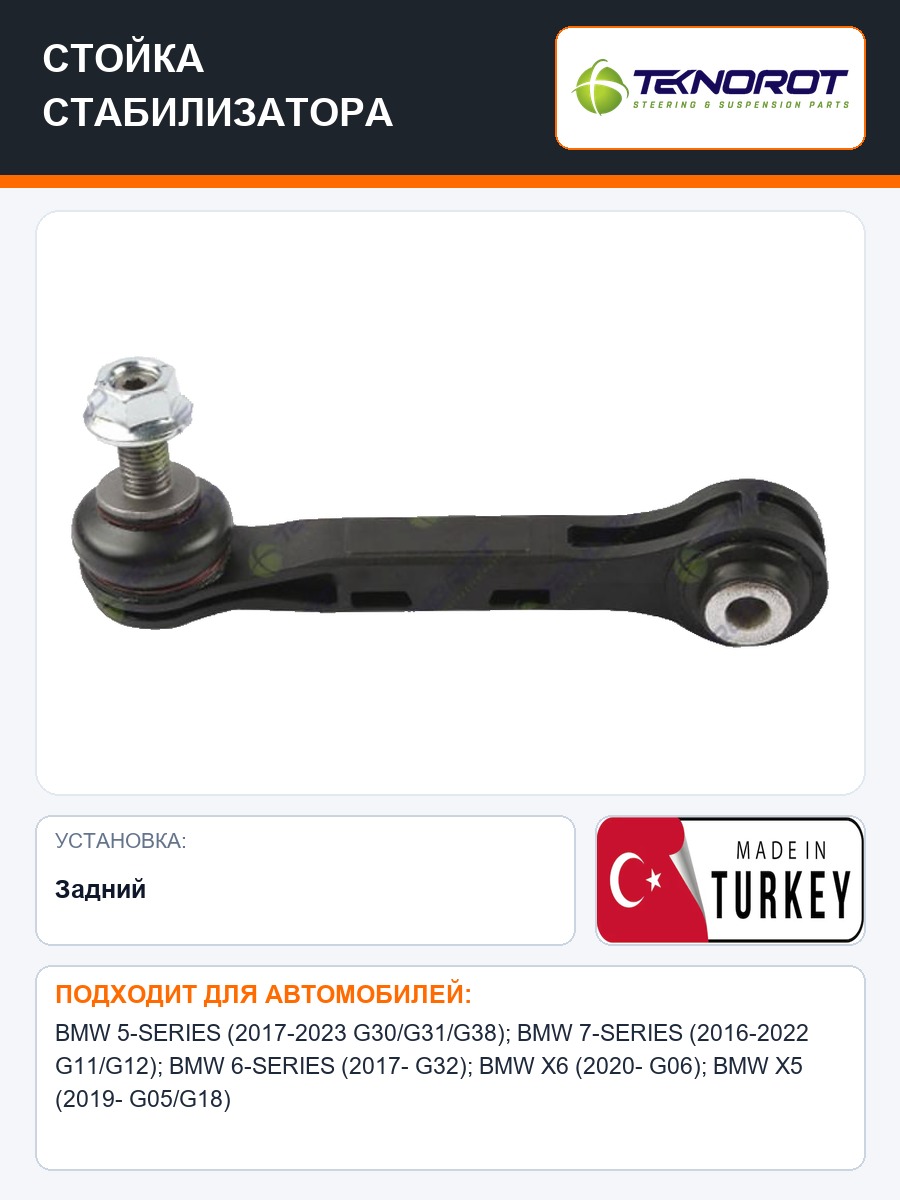 СТОЙКА
СТАБИЛИЗАТОРА
TEKNOROT
STEERING & SUSPENSION PARTS
TEKNOROT
УСТАНОВКА:
Задний
MADE IN
TURKEY
ПОДХОДИТ ДЛЯ АВТОМОБИЛЕЙ:
BMW 5-SERIES (2017-2023 G30/G31/G38); BMW 7-SERIES (2016-2022
G11/G12); BMW 6-SERIES (2017- G32); BMW X6 (2020- G06); BMW X5
(2019- G05/G18)